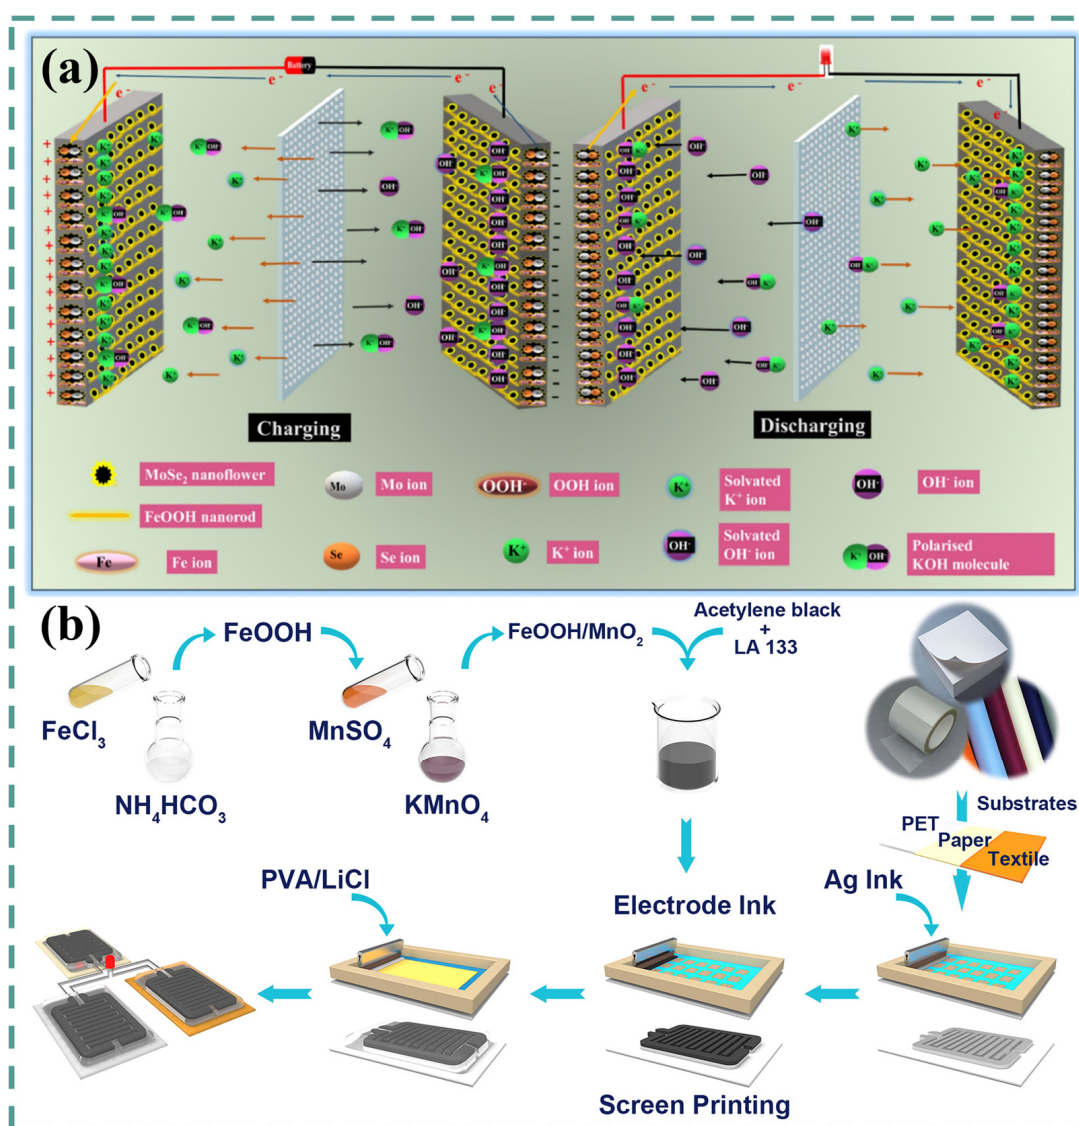 (a)
Battery
e-
e-
e-
e-
e-
e-
e-
e-
Charging
Discharging
MoSe2 nanoflower
Mo
Mo ion
OOH-
OOH ion
K+
Solvated
K+ ion
OH-
OH- ion
FeOOH nanorod
Fe
Fe ion
Se
Se ion
K+
K+ ion
OH-
Solvated
OH- ion
K+ OH-
Polarised
KOH molecule
(b)
FeOOH
FeOOH/MnO2
Acetylene black
+
LA 133
FeCl3
MnSO4
NH4HCO3
KMnO4
Substrates
PET
Paper
Textile
PVA/LiCl
Electrode Ink
Ag Ink
Screen Printing